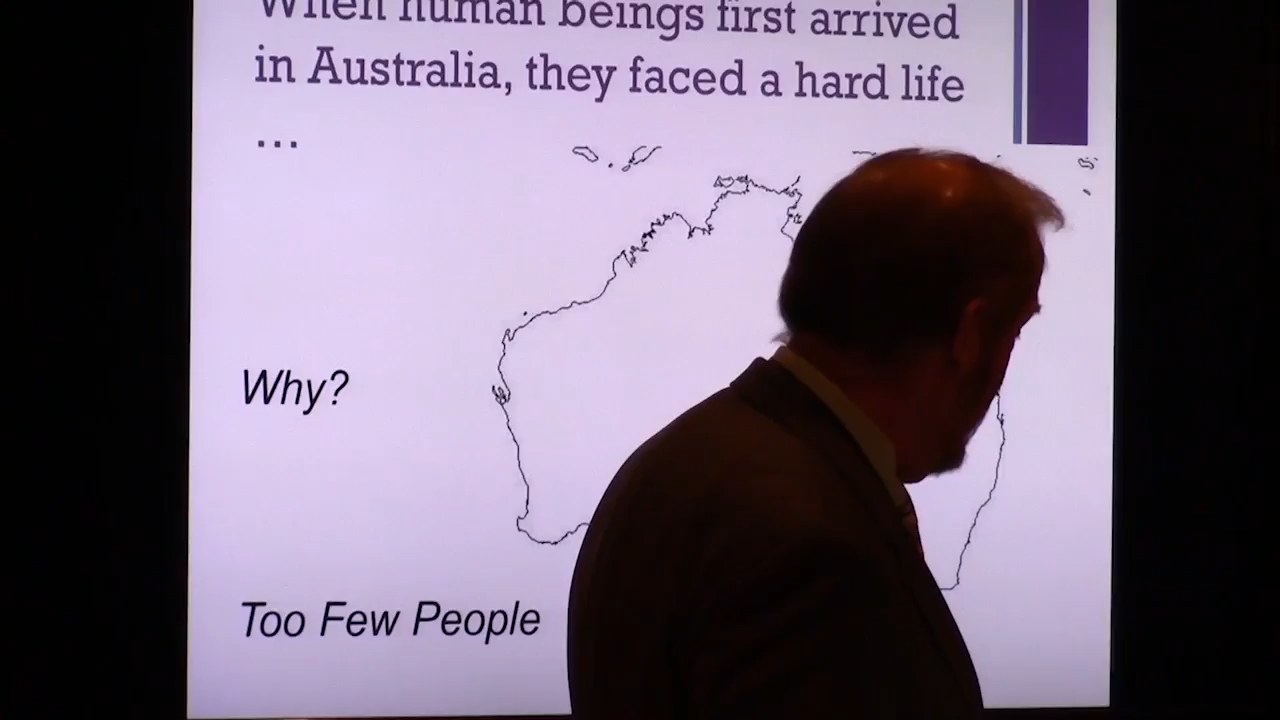 When human beings first arrived
in Australia, they faced a hard life
...
Why?
Too Few People